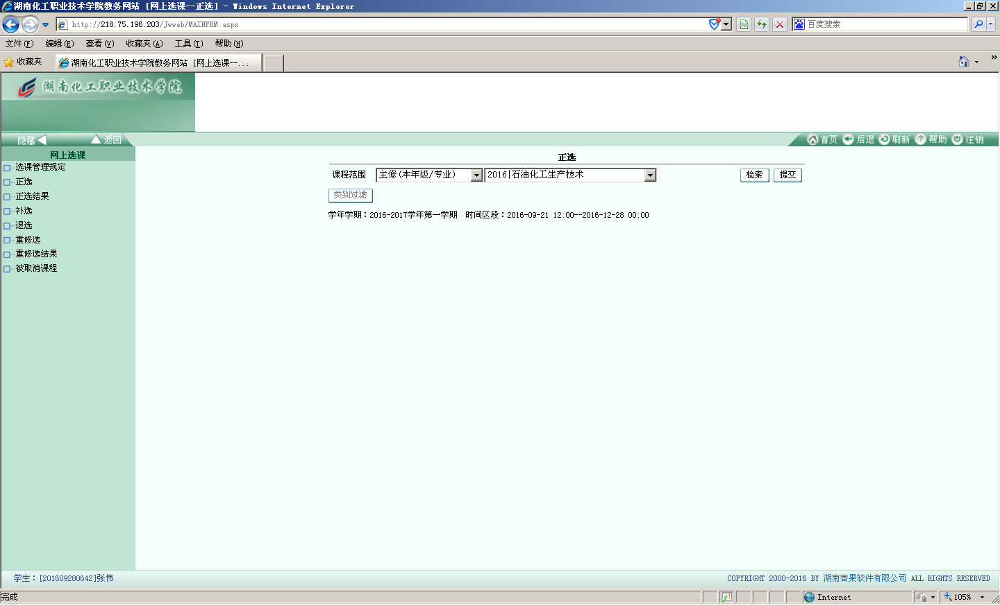 湖南化工职业技术学院教务网站 [网上选课--正选] - Windows Internet Explorer
http://218.75.196.203/Jwweb/MAINFRM.aspx
百度搜索
文件(F) 编辑(E) 查看(V) 收藏夹(A) 工具(T) 帮助(H)
收藏夹
湖南化工职业技术学院教务网站 [网上选课--...
»
湖南化工职业技术学院
隐藏 返回
首页 后退 刷新 帮助 注销
网上选课
选课管理规定
正选
正选结果
补选
退选
重修选
重修选结果
被取消课程
正选
课程范围 主修(本年级/专业) 2016|石油化工生产技术 检索 提交
类别过滤
学年学期：2016-2017学年第一学期 时间区段：2016-09-21 12:00--2016-12-28 00:00
学生：[201609280642]张伟
COPYRIGHT 2000-2016 BY 湖南青果软件有限公司 ALL RIGHTS RESERVED
完成
Internet
105%